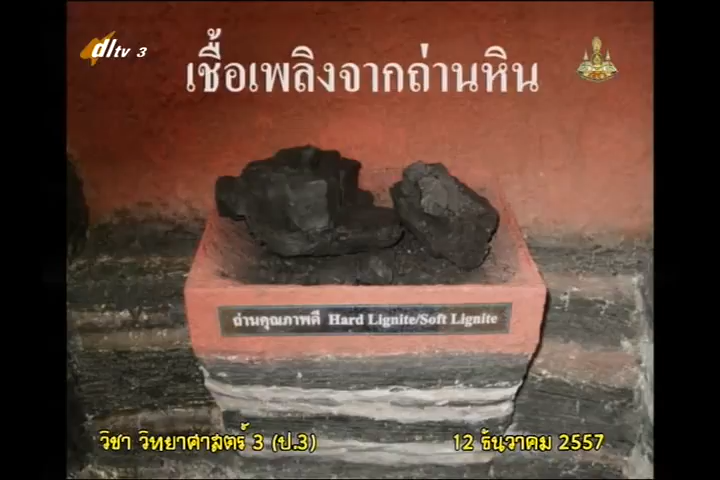 dltv 3
เชื้อเพลิงจากถ่านหิน
ถ่านคุณภาพดี Hard Lignite/Soft Lignite
วิชา วิทยาศาสตร์ 3 (ป.3)
12 ธันวาคม 2557